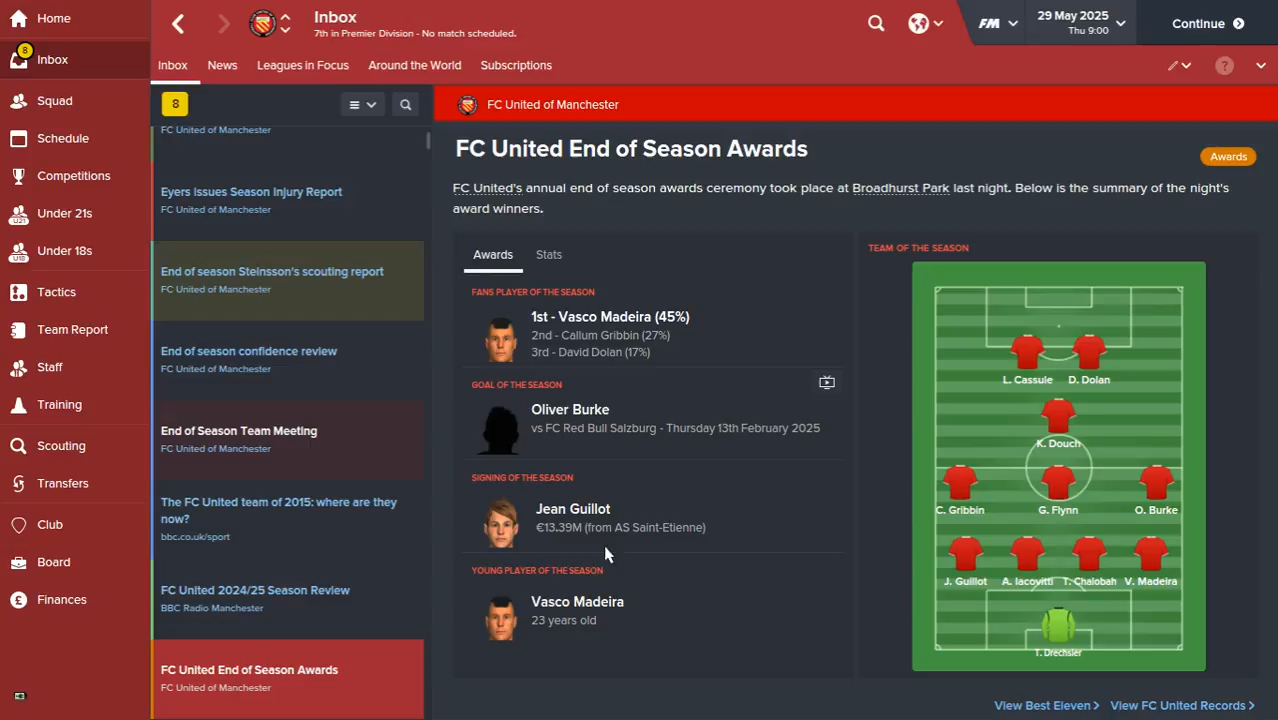 Home
Inbox
8
Squad
Schedule
Competitions
Under 21s
U21
Under 18s
U18
Tactics
Team Report
Staff
Training
Scouting
Transfers
Club
Board
Finances
Inbox
7th in Premier Division - No match scheduled.
FM
29 May 2025
Thu 9:00
Continue
Inbox
News
Leagues in Focus
Around the World
Subscriptions
?
8
FC United of Manchester
Eyers Issues Season Injury Report
FC United of Manchester
End of season Steinsson's scouting report
FC United of Manchester
End of season confidence review
FC United of Manchester
End of Season Team Meeting
FC United of Manchester
The FC United team of 2015: where are they
now?
bbc.co.uk/sport
FC United 2024/25 Season Review
BBC Radio Manchester
FC United End of Season Awards
FC United of Manchester
FC United of Manchester
FC United End of Season Awards
Awards
FC United's annual end of season awards ceremony took place at Broadhurst Park last night. Below is the summary of the night's
award winners.
Awards
Stats
FANS PLAYER OF THE SEASON
1st - Vasco Madeira (45%)
2nd - Callum Gribbin (27%)
3rd - David Dolan (17%)
GOAL OF THE SEASON
Oliver Burke
vs FC Red Bull Salzburg - Thursday 13th February 2025
SIGNING OF THE SEASON
Jean Guillot
€13.39M (from AS Saint-Etienne)
YOUNG PLAYER OF THE SEASON
Vasco Madeira
23 years old
TEAM OF THE SEASON
L. Cassule
D. Dolan
K. Douch
C. Gribbin
G. Flynn
O. Burke
J. Guillot
A. Iacovitti
T. Chalobah
V. Madeira
T. Drechsler
View Best Eleven >
View FC United Records >